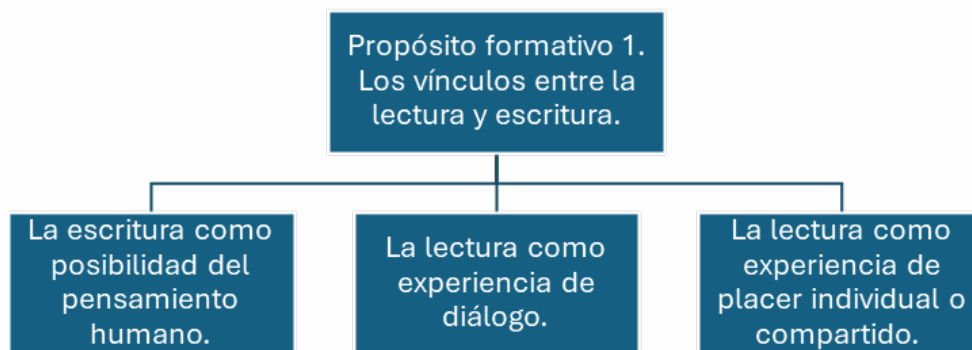 Propósito formativo 1.
Los vínculos entre la
lectura y escritura.
La escritura como
posibilidad del
pensamiento
humano.
La lectura como
experiencia de
diálogo.
La lectura como
experiencia de
placer individual o
compartido.